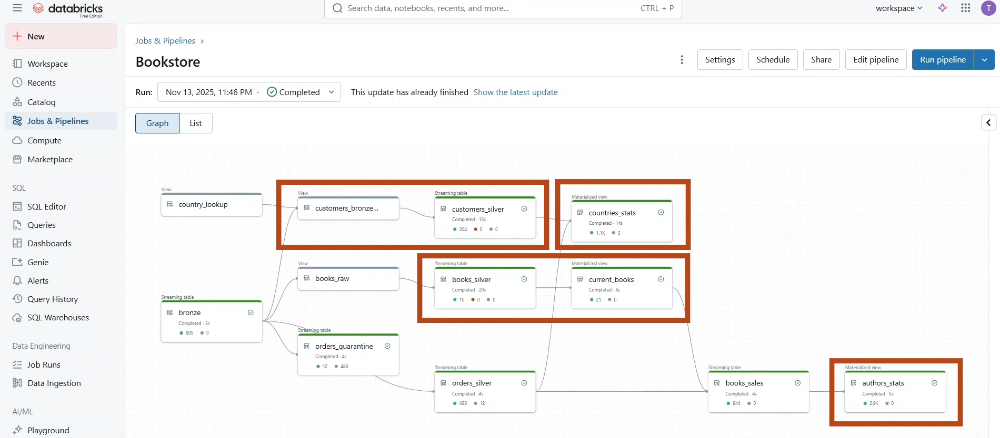 databricks
Free Edition
Search data, notebooks, recents, and more...
CTRL + P
workspace
T
New
Workspace
Recents
Catalog
Jobs & Pipelines
Compute
Marketplace
SQL
SQL Editor
Queries
Dashboards
Genie
Alerts
Query History
SQL Warehouses
Data Engineering
Job Runs
Data Ingestion
AI/ML
Playground
Jobs & Pipelines ›
Bookstore
Settings
Schedule
Share
Edit pipeline
Run pipeline
Run: Nov 13, 2025, 11:46 PM · Completed
This update has already finished Show the latest update
Graph
List
View
country_lookup
View
customers_bronze...
Streaming table
customers_silver
Completed · 13s
204 0 0
Materialized view
countries_stats
Completed · 14s
1.1K 0
View
books_raw
Streaming table
books_silver
Completed · 20s
10 0 0
Materialized view
current_books
Completed · 6s
21 0
Streaming table
bronze
Completed · 5s
805 0
Streaming table
orders_quarantine
Completed · 4s
12 488
Streaming table
orders_silver
Completed · 4s
488 12
Streaming table
books_sales
Completed · 4s
844 0
Materialized view
authors_stats
Completed · 5s
2.9K 0